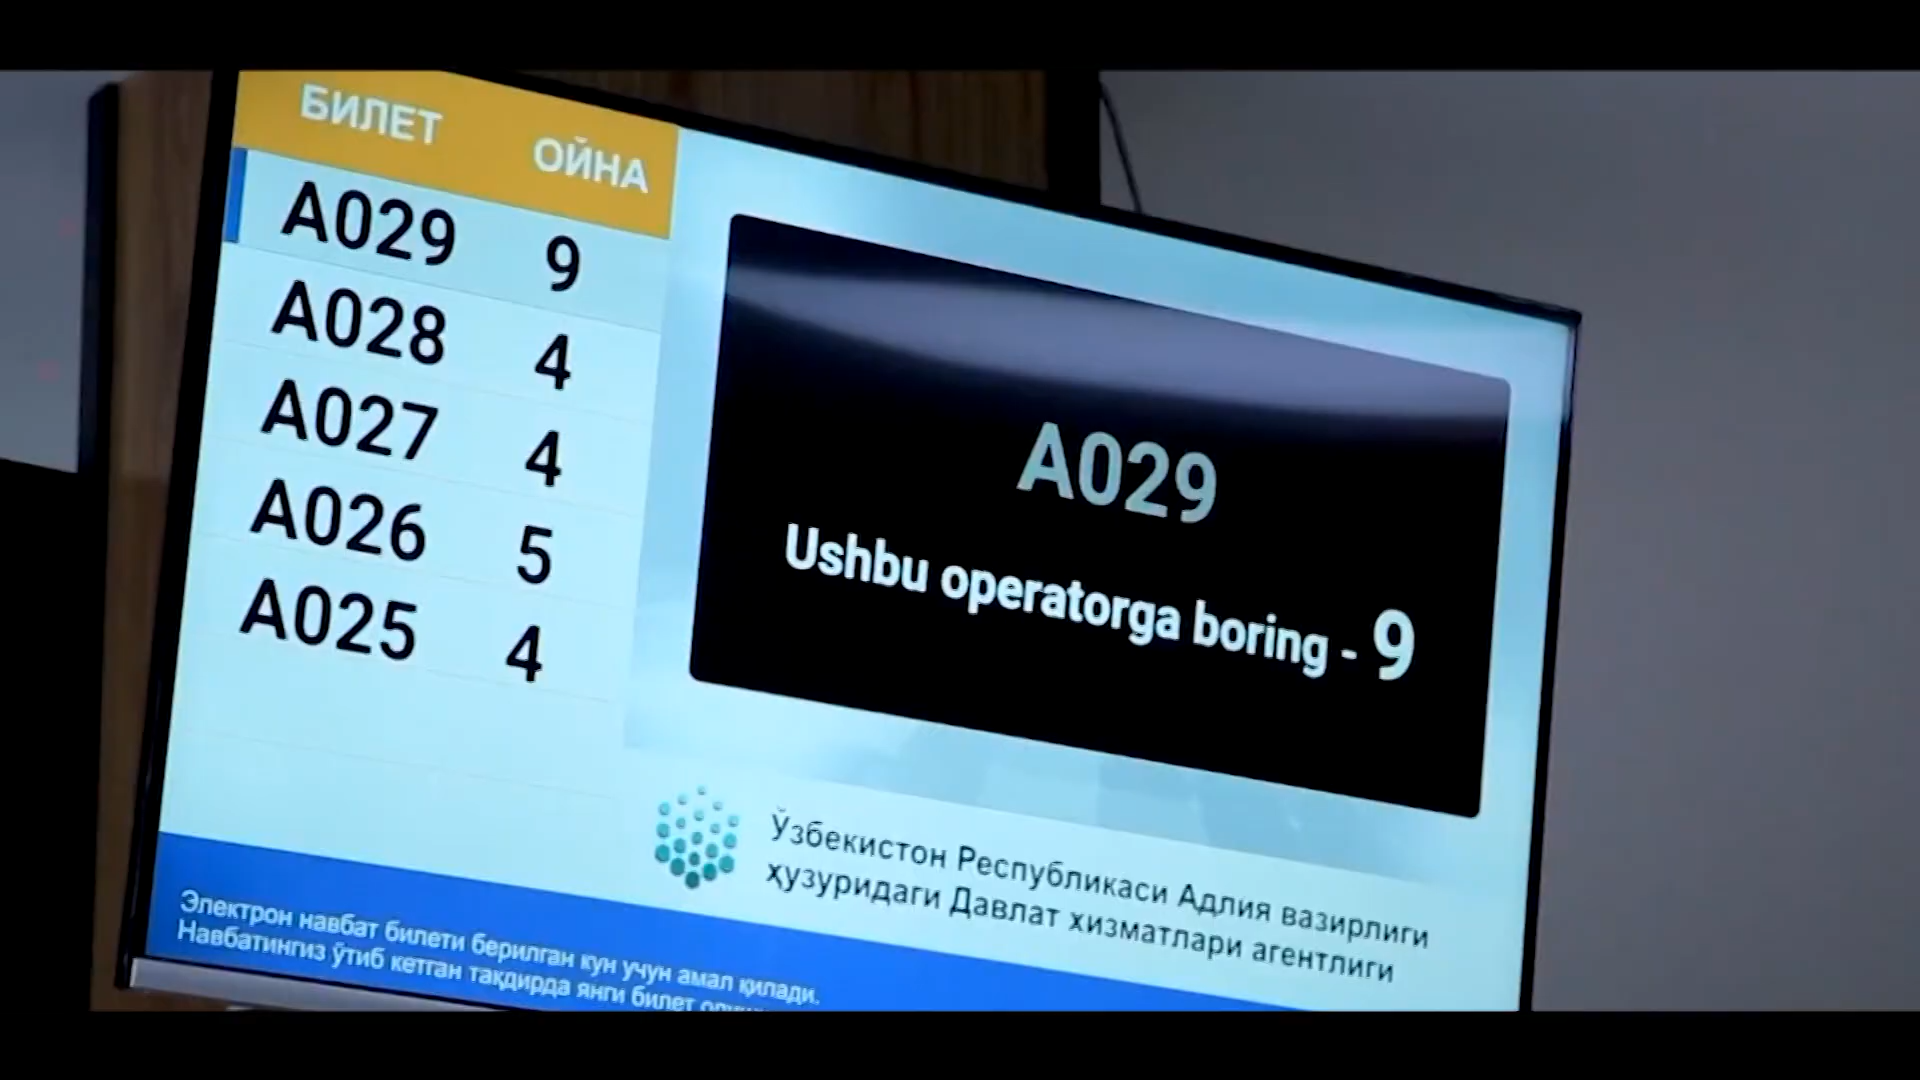 БИЛЕТ ОЙНА
A029 9
A028 4
A027 4
A026 5
A025 4
A029
Ushbu operatorga boring - 9
Ўзбекистон Республикаси Адлия вазирлиги
ҳузуридаги Давлат хизматлари агентлиги
Электрон навбат билети берилган кун учун амал қилади.
Навбатингиз ўтиб кетган тақдирда янги билет